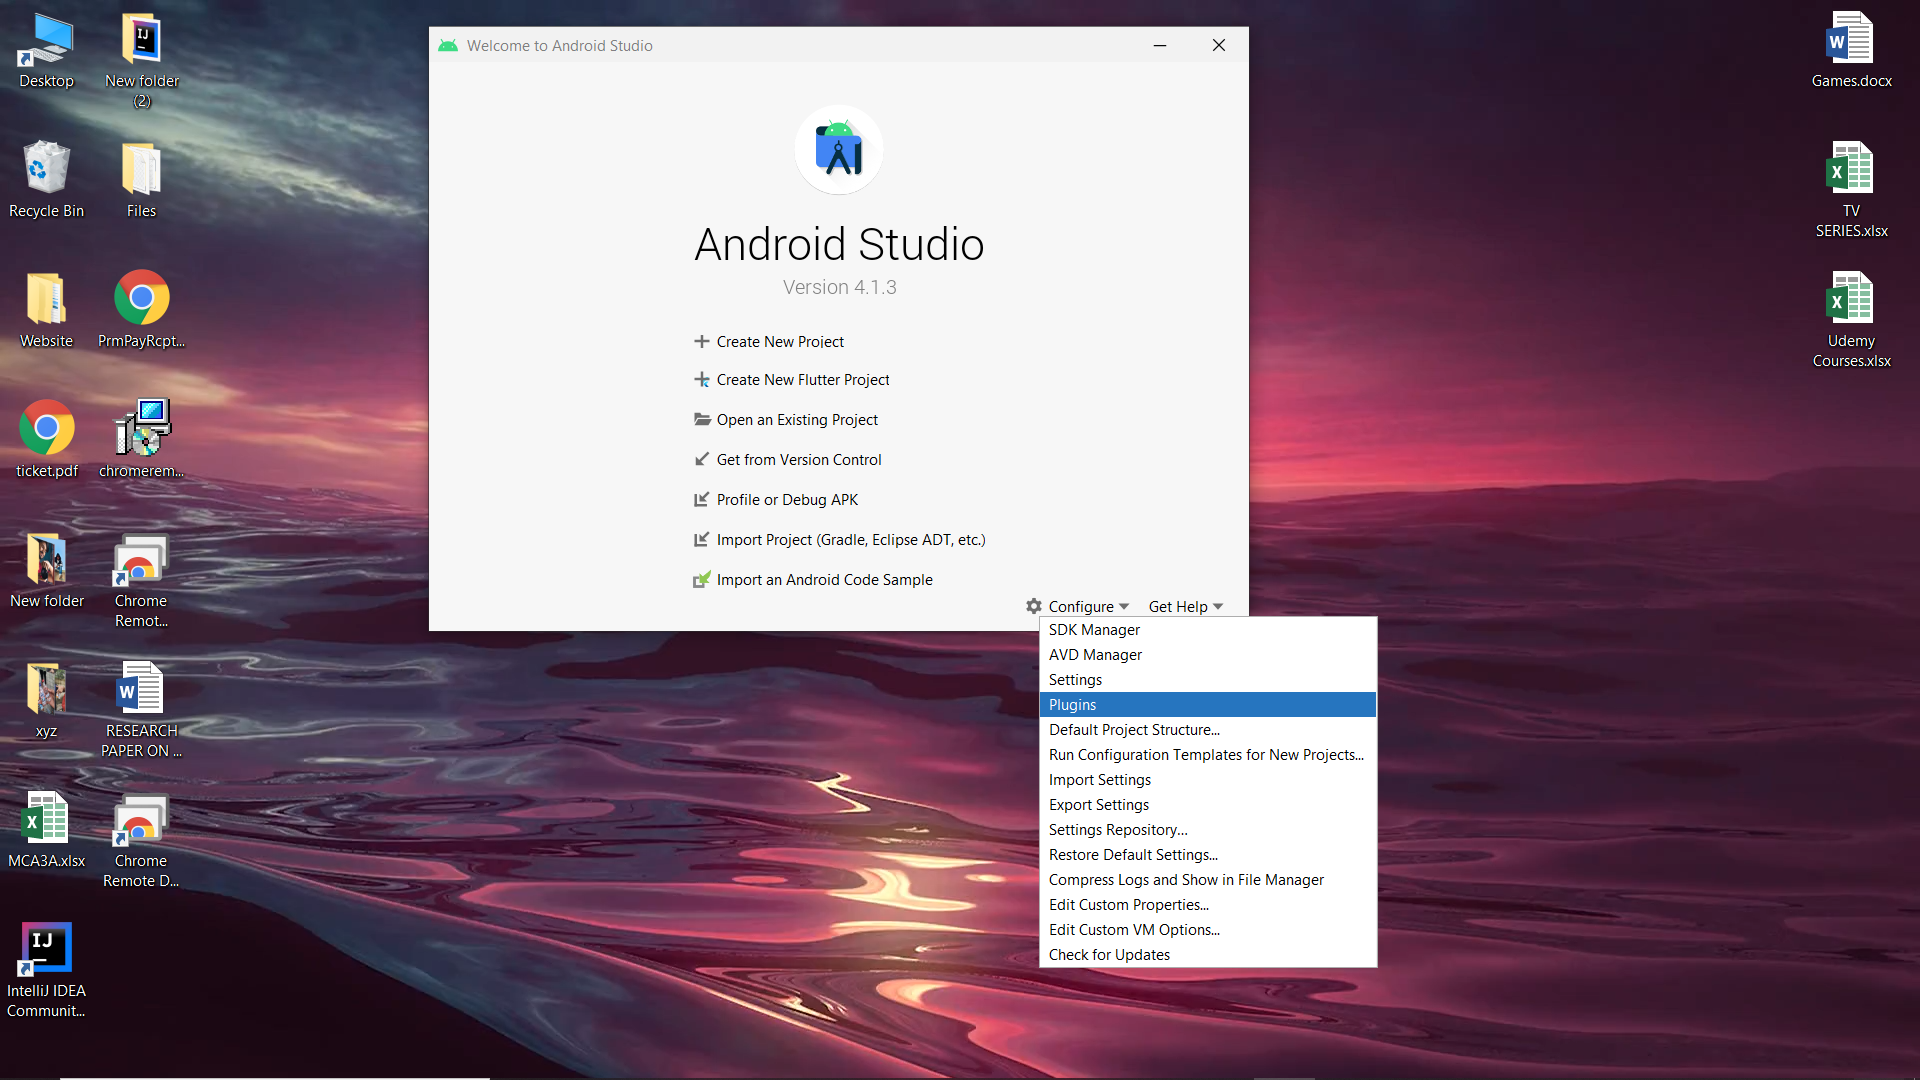 Desktop
New folder
(2)
Recycle Bin
Files
Website
PrmPayRcpt...
ticket.pdf
chromerem...
New folder
Chrome
Remot...
xyz
RESEARCH
PAPER ON ...
MCA3A.xlsx
Chrome
Remote D...
IntelliJ IDEA
Communit...
Welcome to Android Studio
Android Studio
Version 4.1.3
Create New Project
Create New Flutter Project
Open an Existing Project
Get from Version Control
Profile or Debug APK
Import Project (Gradle, Eclipse ADT, etc.)
Import an Android Code Sample
Configure
Get Help
SDK Manager
AVD Manager
Settings
Plugins
Default Project Structure...
Run Configuration Templates for New Projects...
Import Settings
Export Settings
Settings Repository...
Restore Default Settings...
Compress Logs and Show in File Manager
Edit Custom Properties...
Edit Custom VM Options...
Check for Updates
Games.docx
TV
SERIES.xlsx
Udemy
Courses.xlsx